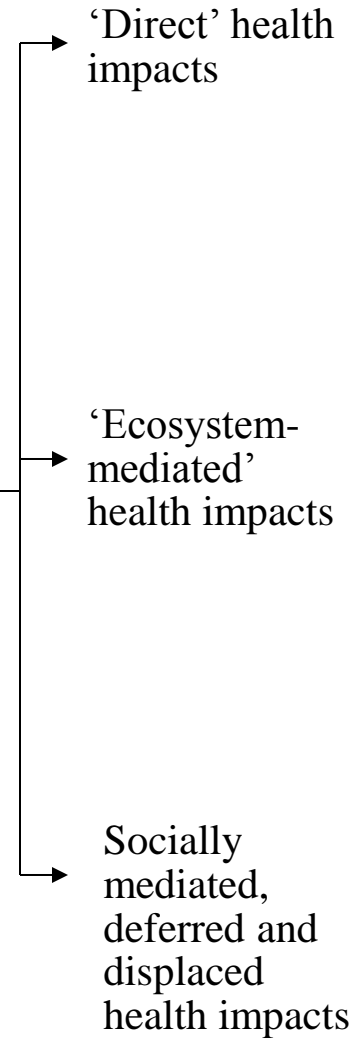 ‘Direct’ health
impacts
‘Ecosystem-
mediated’
health impacts
Socially
mediated,
deferred and
displaced
health impacts